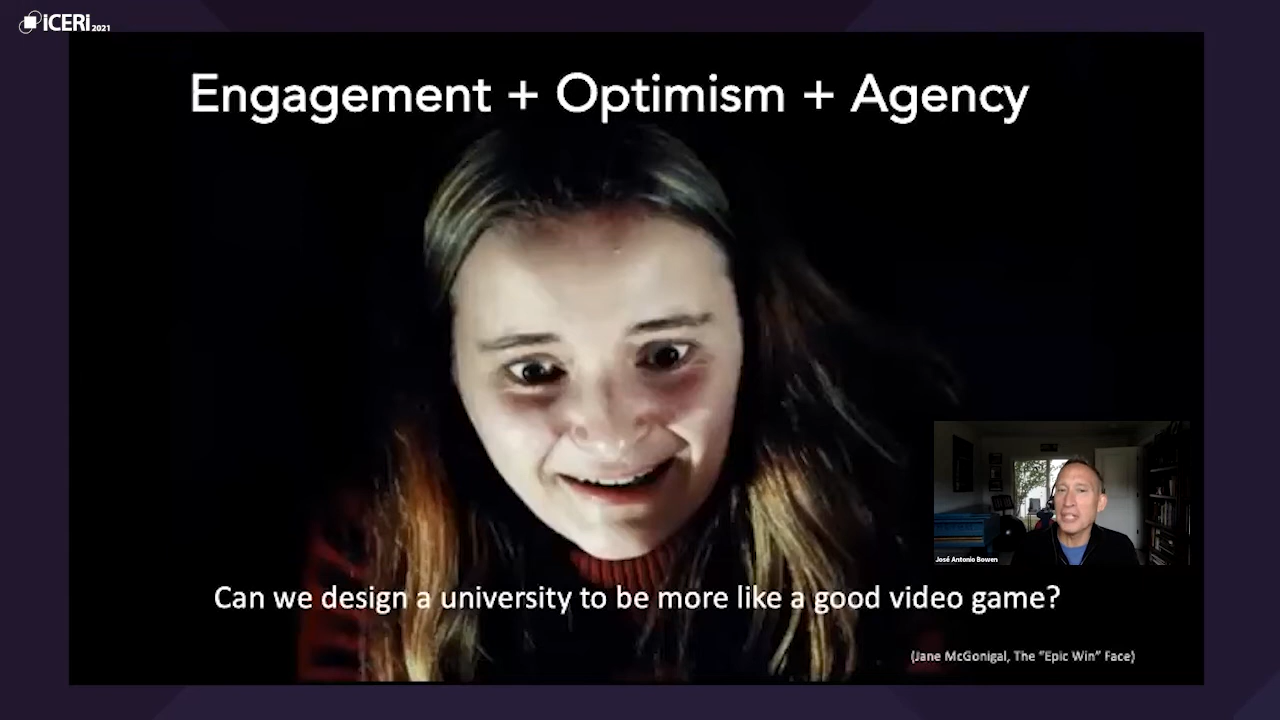 iCERi2021
Engagement + Optimism + Agency
José Antonio Bowen
Can we design a university to be more like a good video game?
(Jane McGonigal, The “Epic Win” Face)